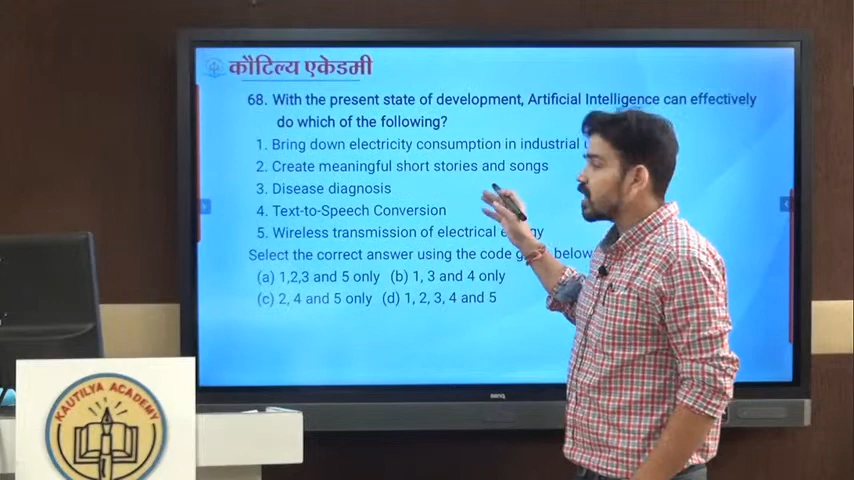 कौटिल्य एकेडमी
68. With the present state of development, Artificial Intelligence can effectively
do which of the following?
1. Bring down electricity consumption in industrial
2. Create meaningful short stories and songs
3. Disease diagnosis
4. Text-to-Speech Conversion
5. Wireless transmission of electrical
Select the correct answer using the code below
(a) 1,2,3 and 5 only (b) 1, 3 and 4 only
(c) 2, 4 and 5 only (d) 1, 2, 3, 4 and 5
BenQ
KAUTILYA ACADEMY